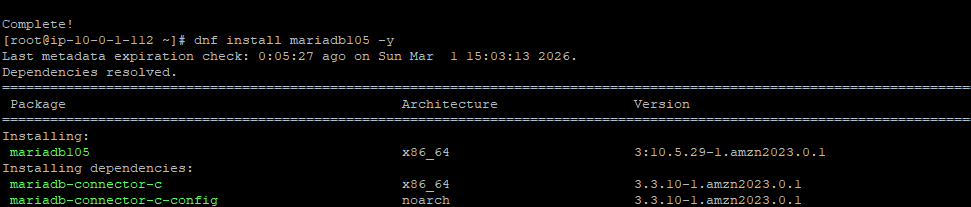 Complete!
[root@ip-10-0-1-112 ~]# dnf install mariadb105 -y
Last metadata expiration check: 0:05:27 ago on Sun Mar  1 15:03:13 2026.
Dependencies resolved.
================================================================================
 Package                    Architecture          Version
================================================================================
Installing:
 mariadb105                 x86_64                3:10.5.29-1.amzn2023.0.1
Installing dependencies:
 mariadb-connector-c        x86_64                3.3.10-1.amzn2023.0.1
 mariadb-connector-c-config noarch                3.3.10-1.amzn2023.0.1